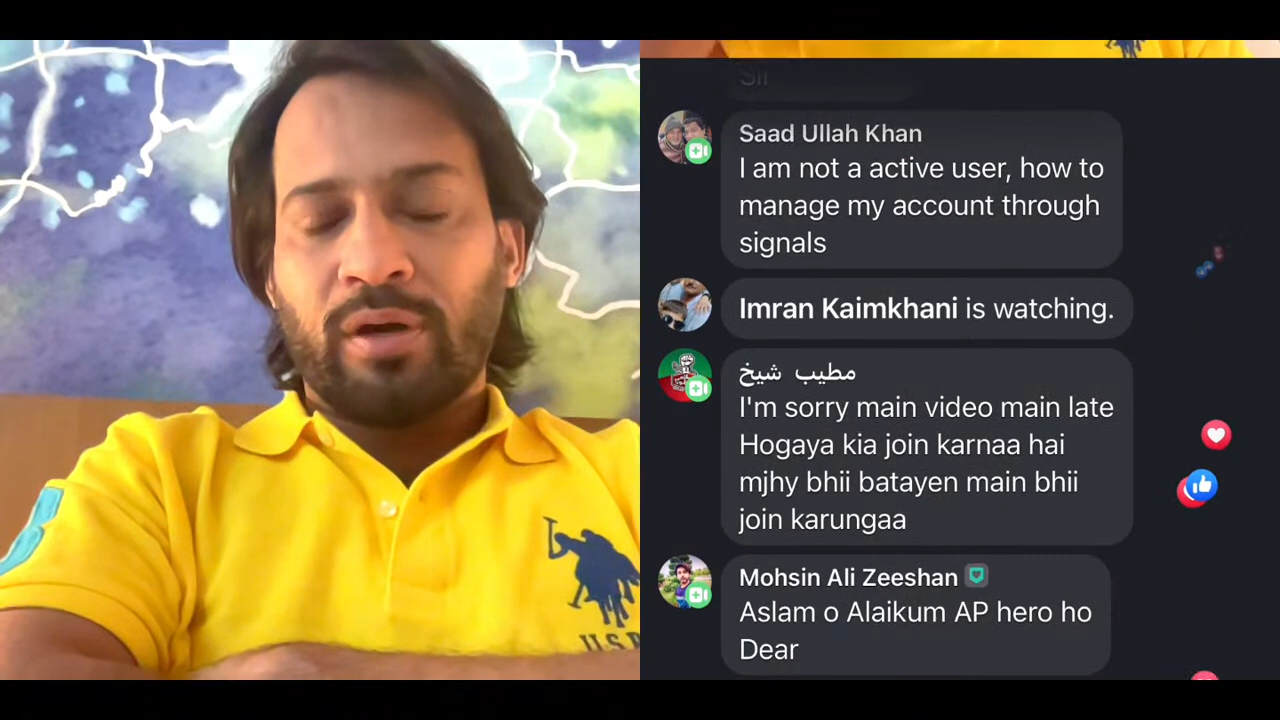 Sir
Saad Ullah Khan
I am not a active user, how to
manage my account through
signals
Imran Kaimkhani is watching.
مطیب شیخ
I'm sorry main video main late
Hogaya kia join karnaa hai
mjhy bhii batayen main bhii
join karungaa
Mohsin Ali Zeeshan
Aslam o Alaikum AP hero ho
Dear